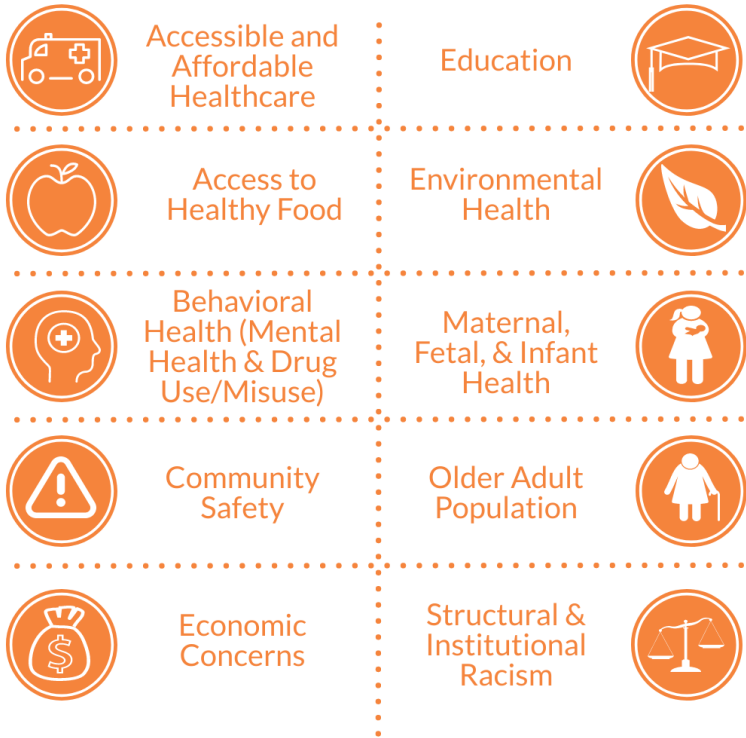 Accessible and
Affordable
Healthcare
Education
Access to
Healthy Food
Environmental
Health
Behavioral
Health (Mental
Health & Drug
Use/Misuse)
Maternal,
Fetal, & Infant
Health
Community
Safety
Older Adult
Population
$
Economic
Concerns
Structural &
Institutional
Racism